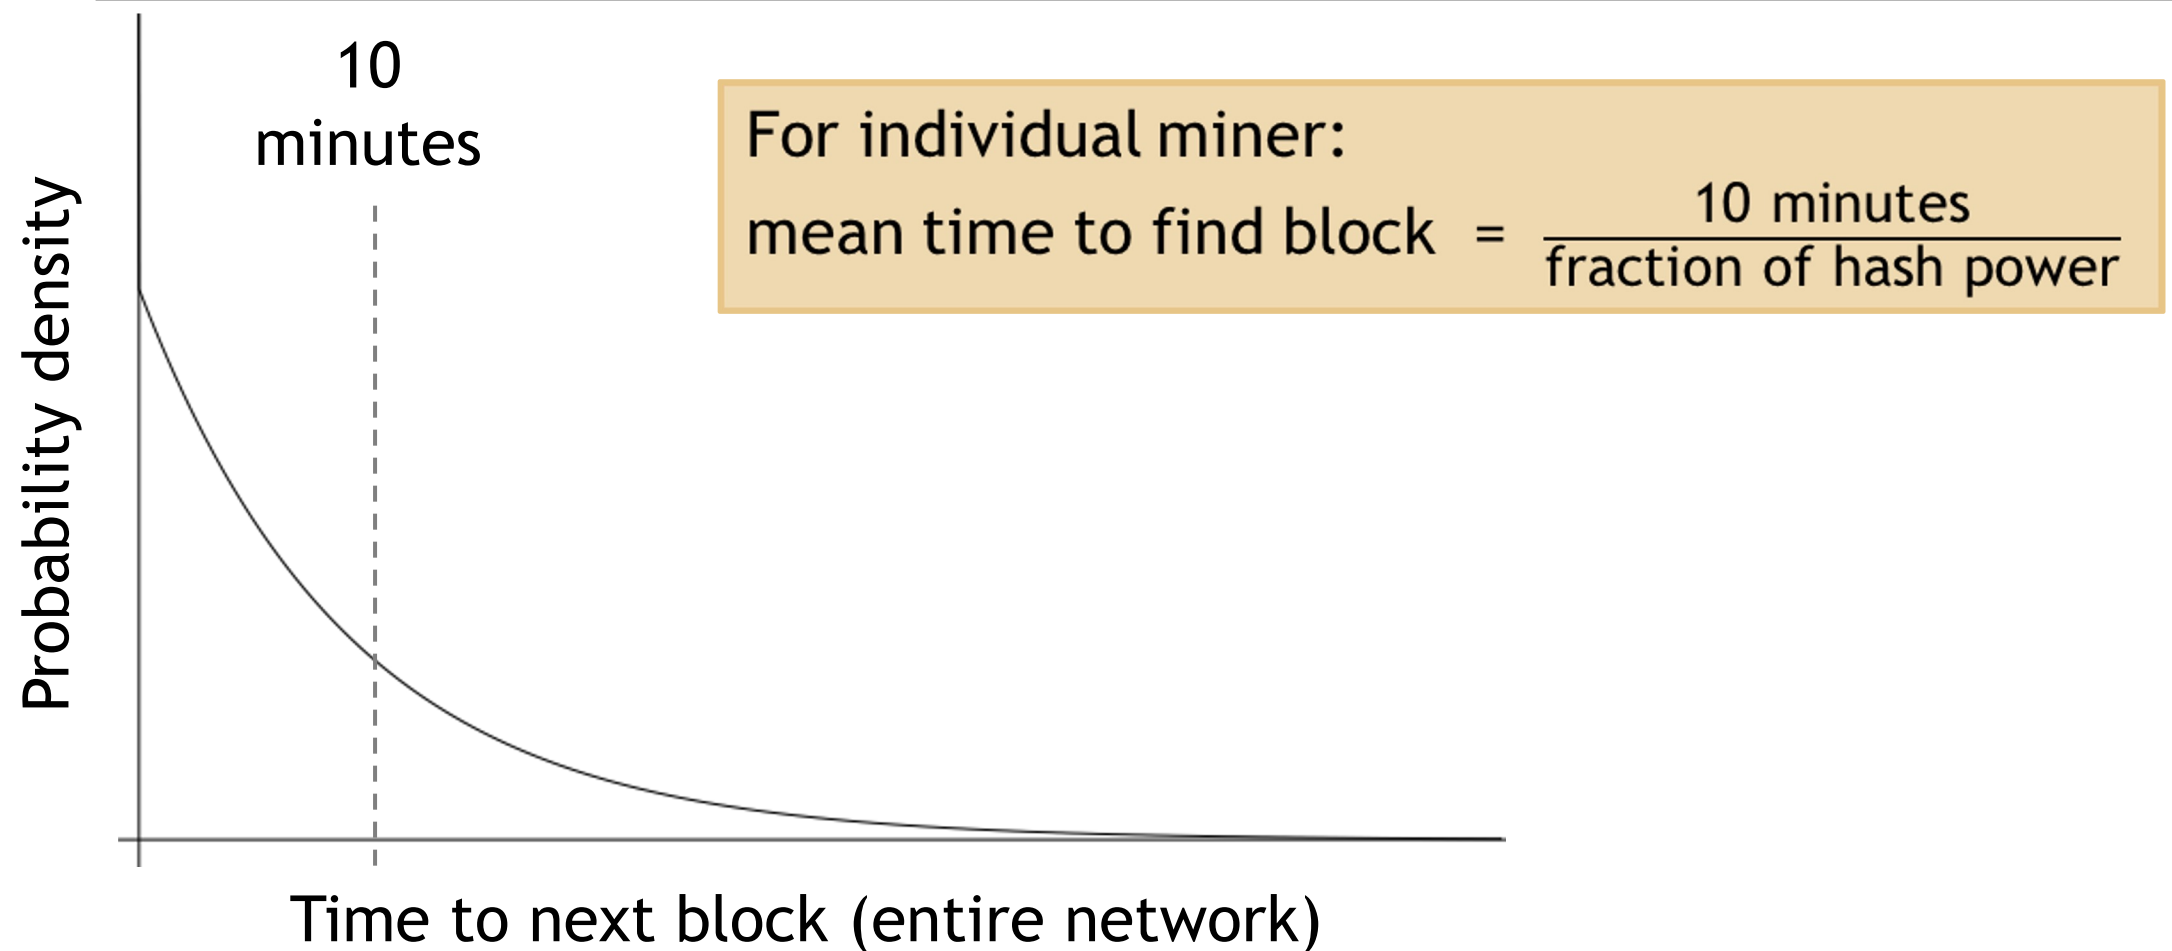 10
minutes
For individual miner:
mean time to find block = 10 minutes
fraction of hash power
Probability density
Time to next block (entire network)